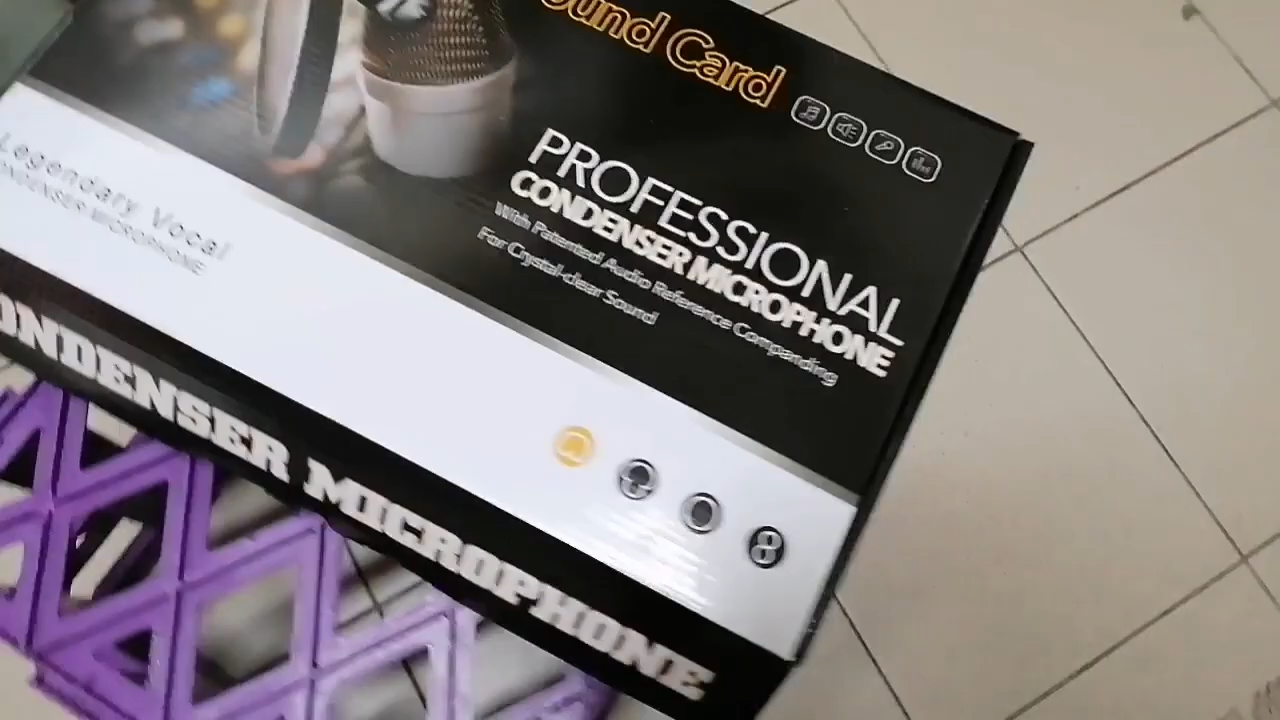 ound Card
PROFESSIONAL
CONDENSER MICROPHONE
With Patented Audio Reference Companding
For Crystal-clear Sound
Legendary Vocal
CONDENSER MICROPHONE
ONDENSER MICROPHONE